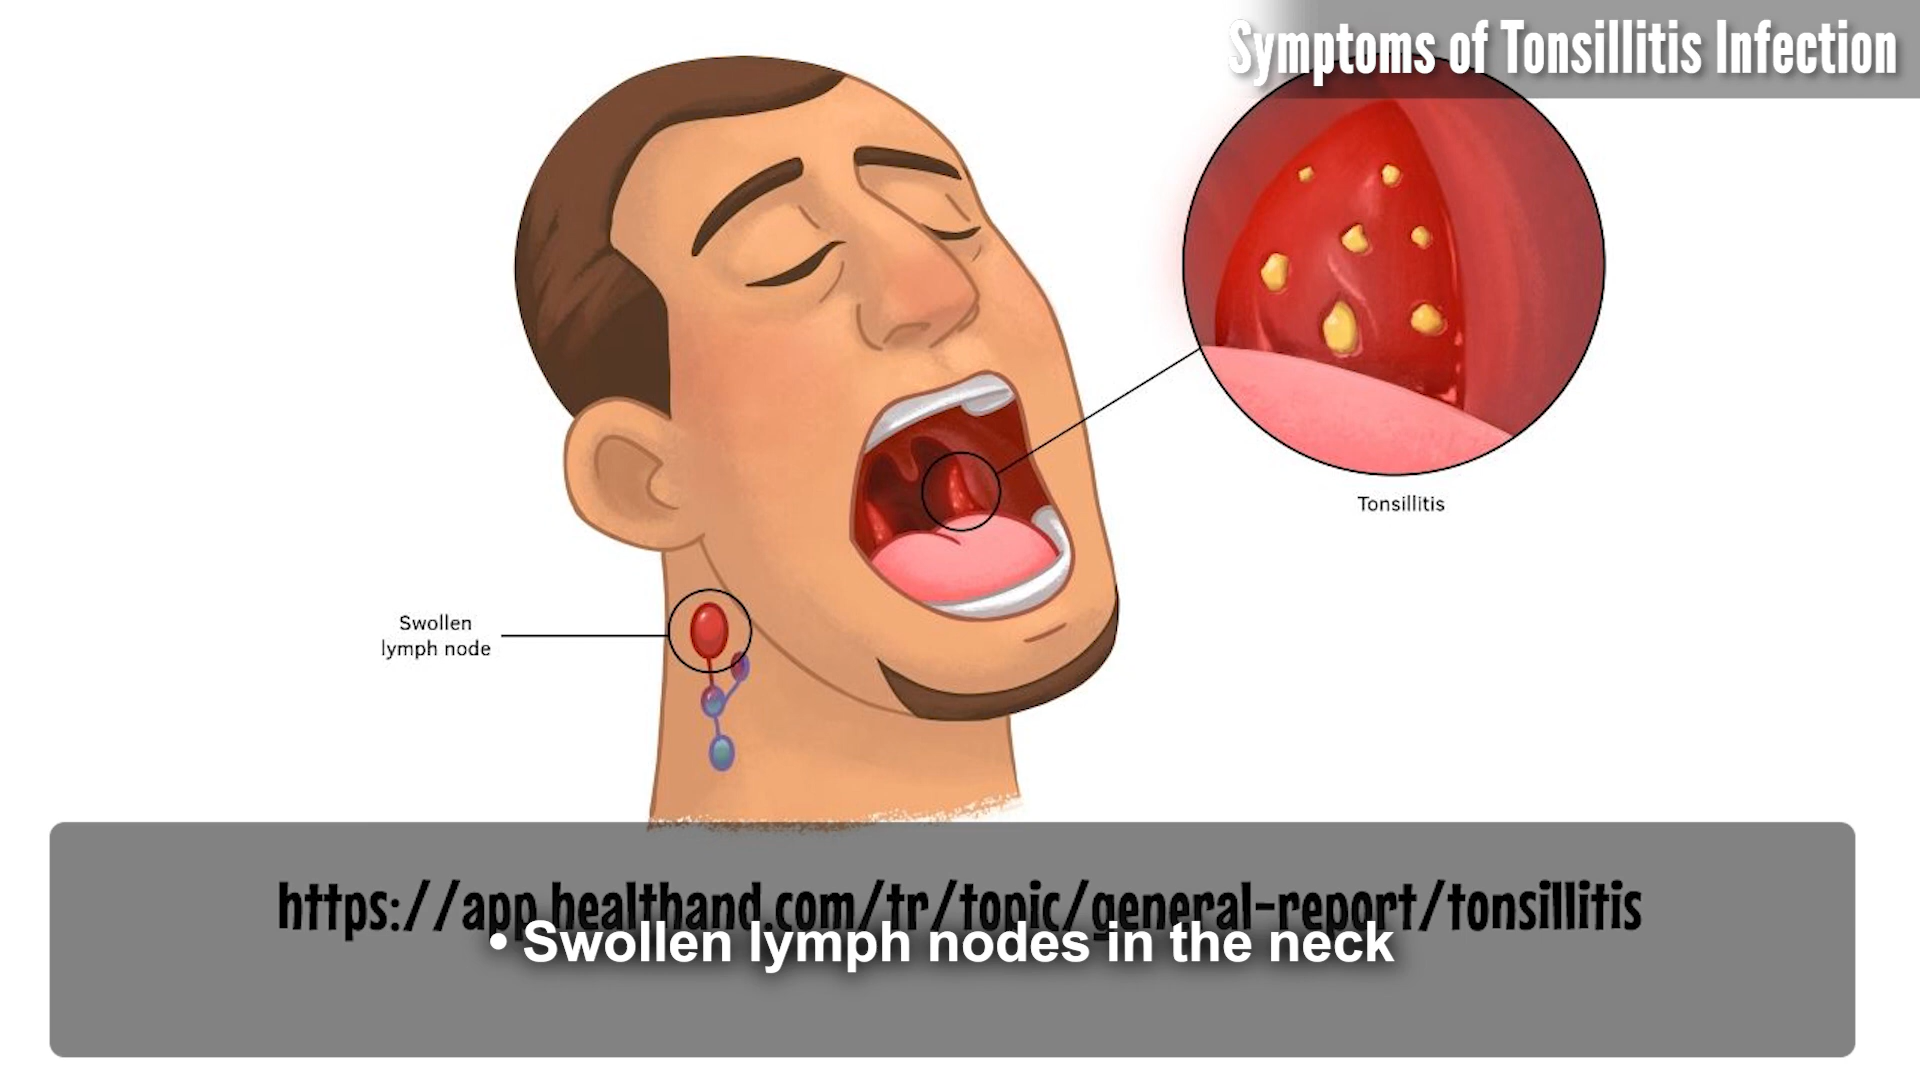 Symptoms of Tonsillitis Infection
Tonsillitis
Swollen
lymph node
https://app.healthand.com/tr/topic/general-report/tonsillitis
• Swollen lymph nodes in the neck